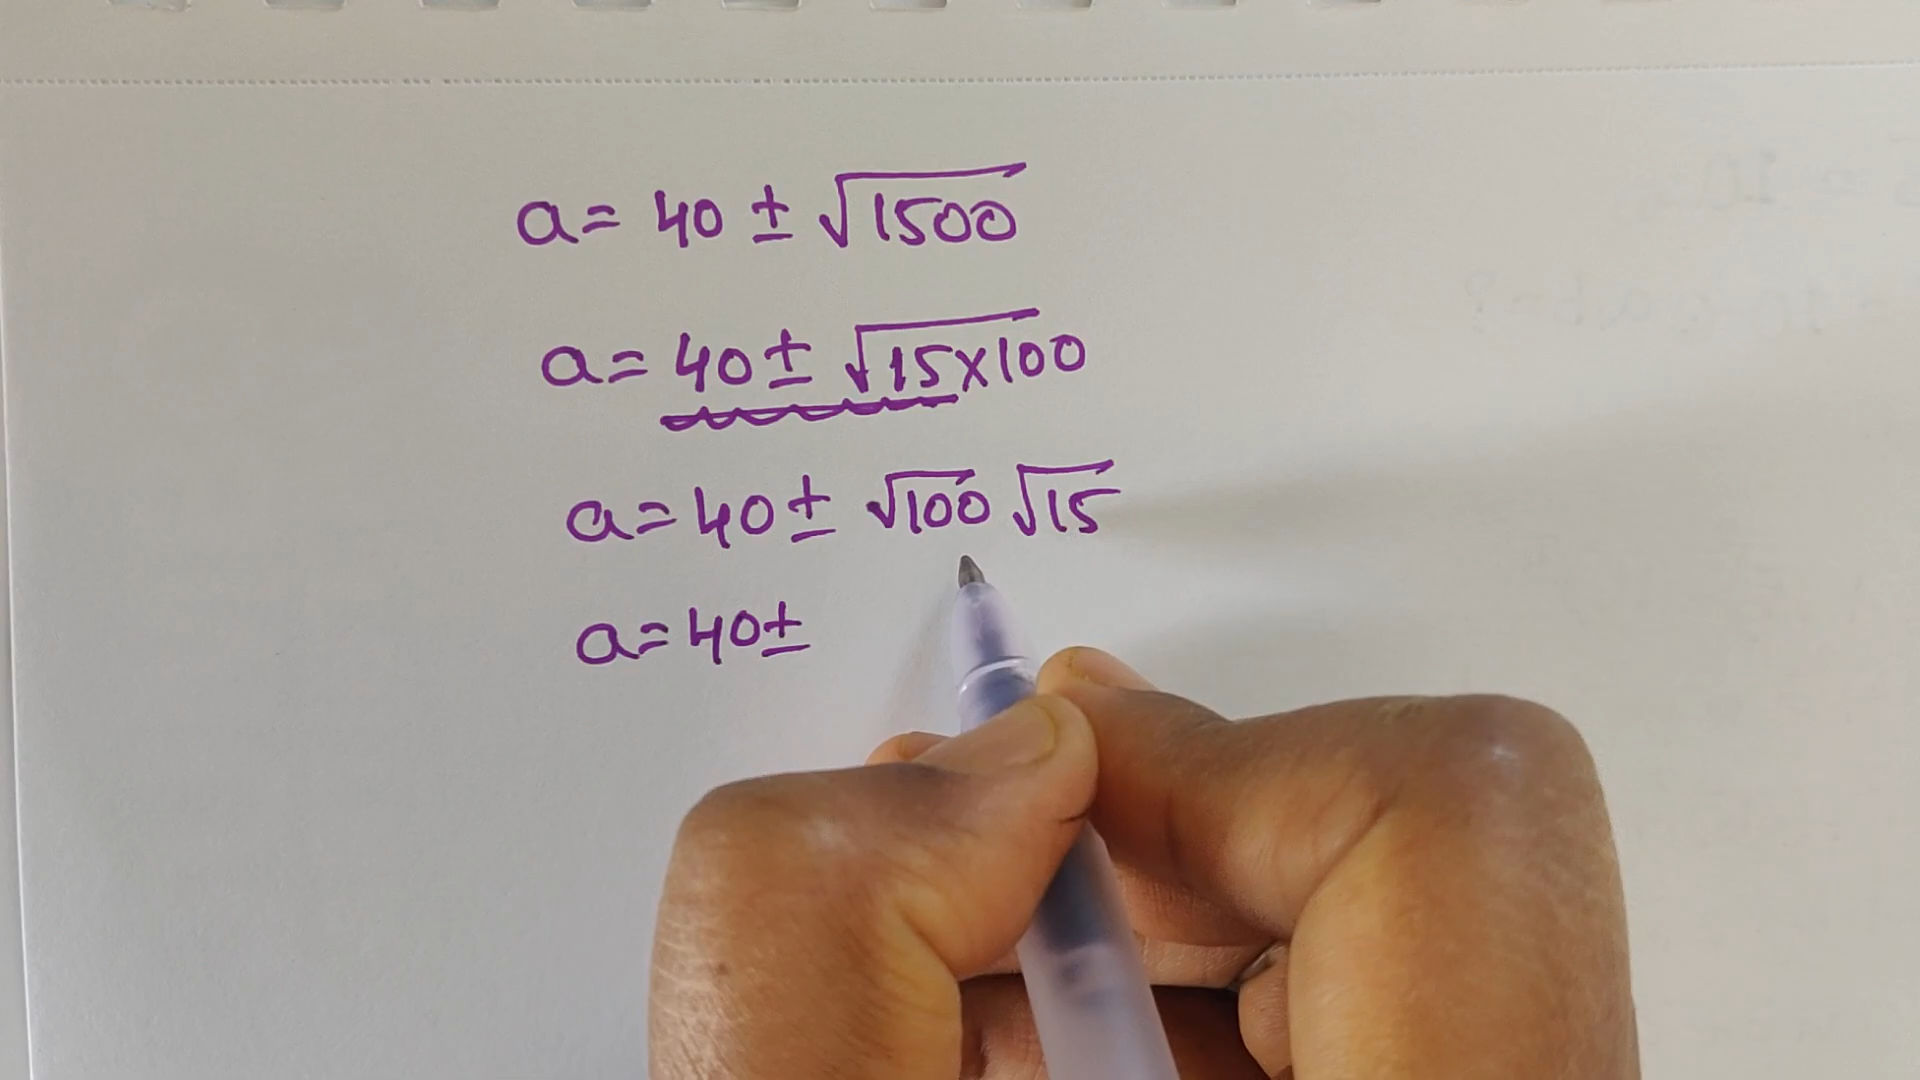 a = 40 ± √1500
a = 40 ± √15×100
a = 40 ± √100 √15
a = 40 ±